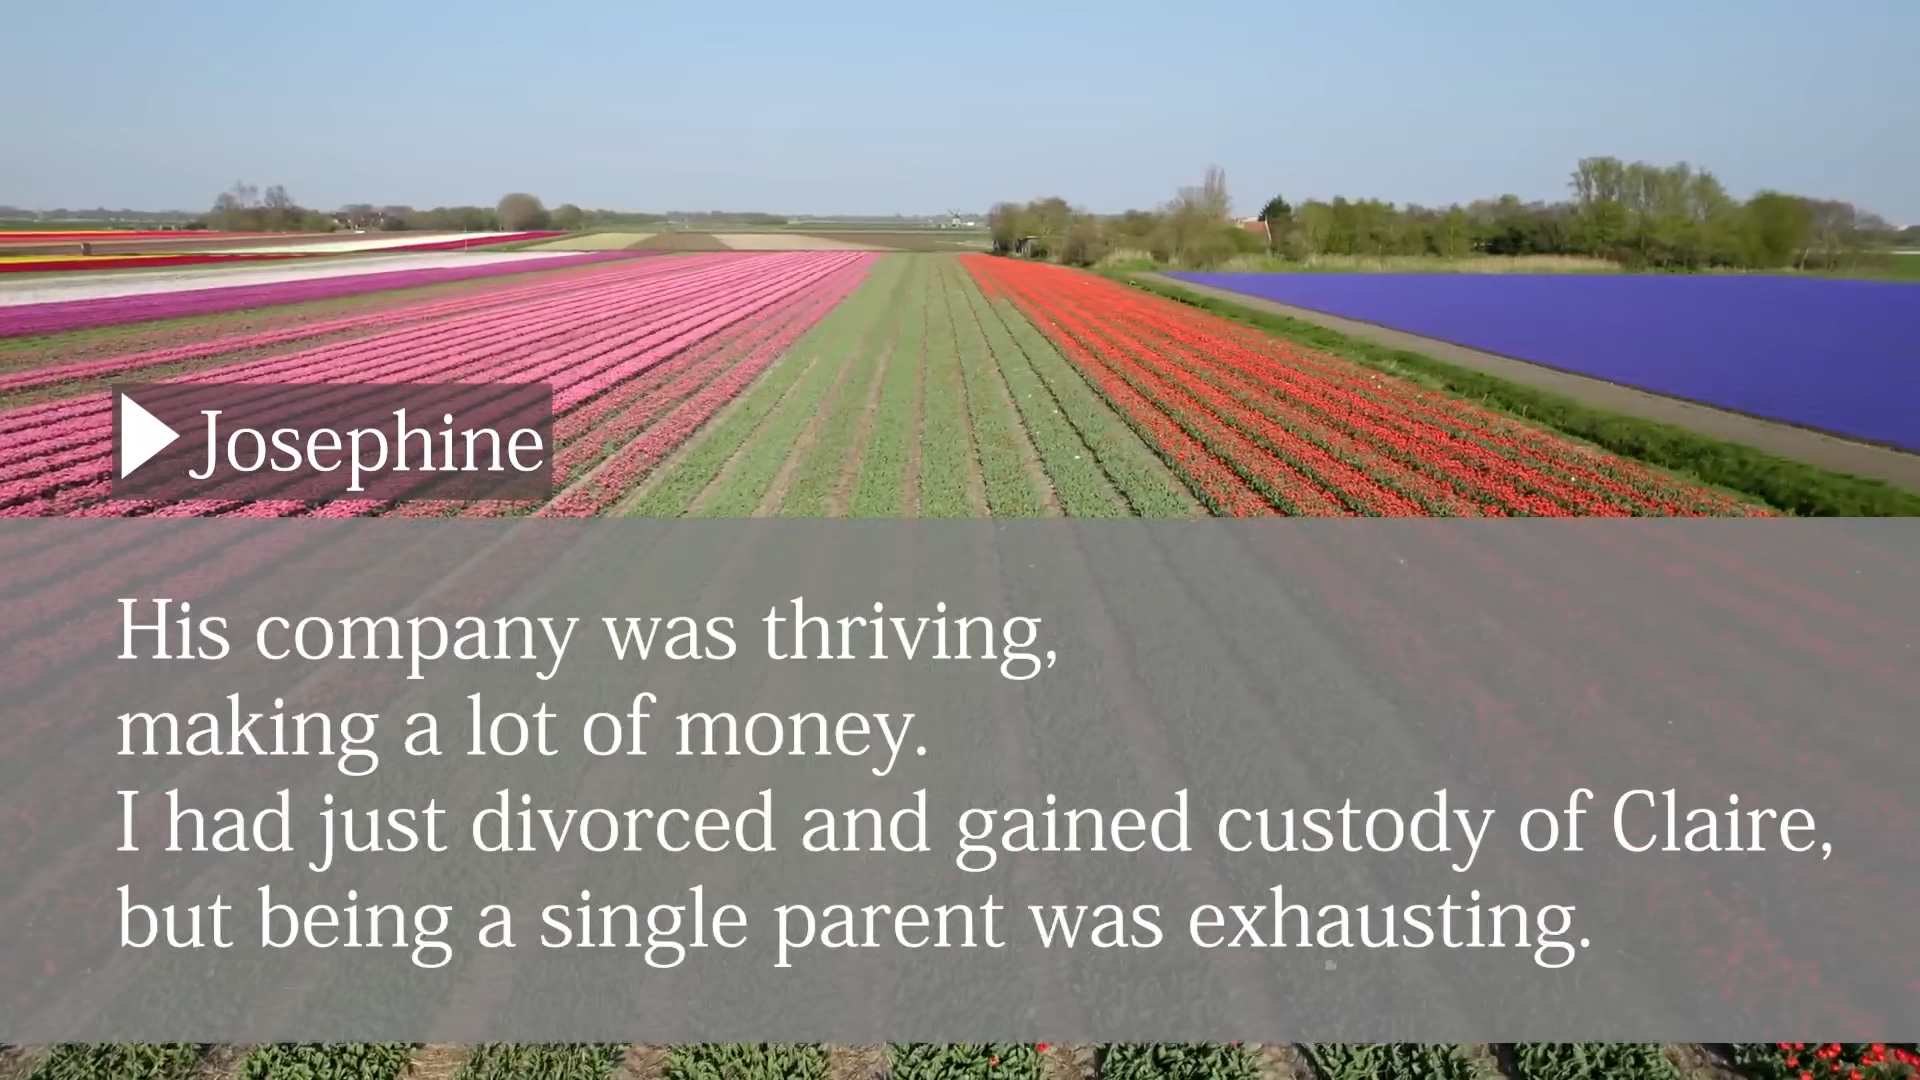 Josephine
His company was thriving,
making a lot of money.
I had just divorced and gained custody of Claire,
but being a single parent was exhausting.